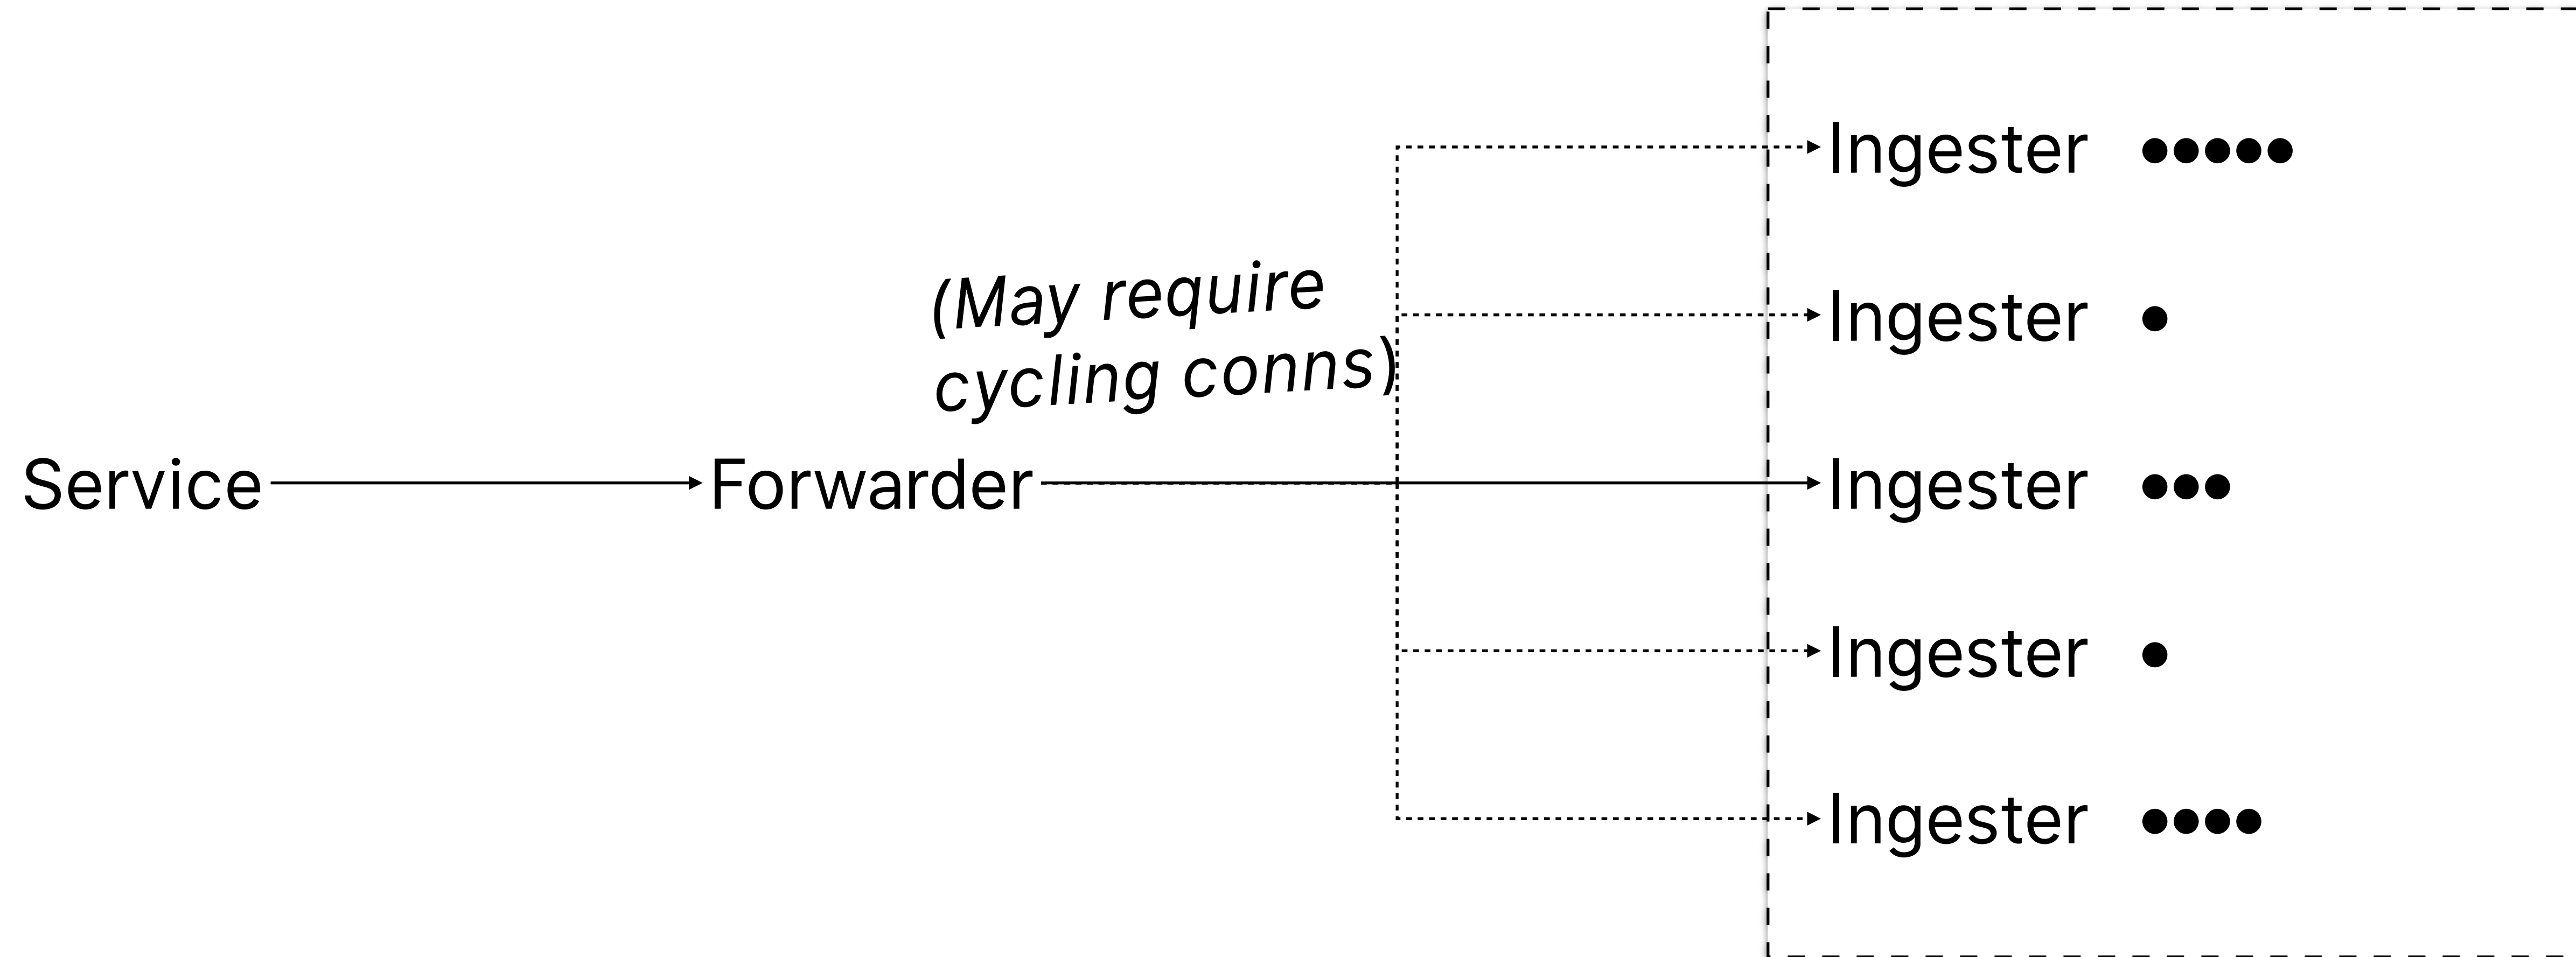 Ingester
Ingester
(May require
cycling conns)
Service
Forwarder
Ingester
Ingester
Ingester